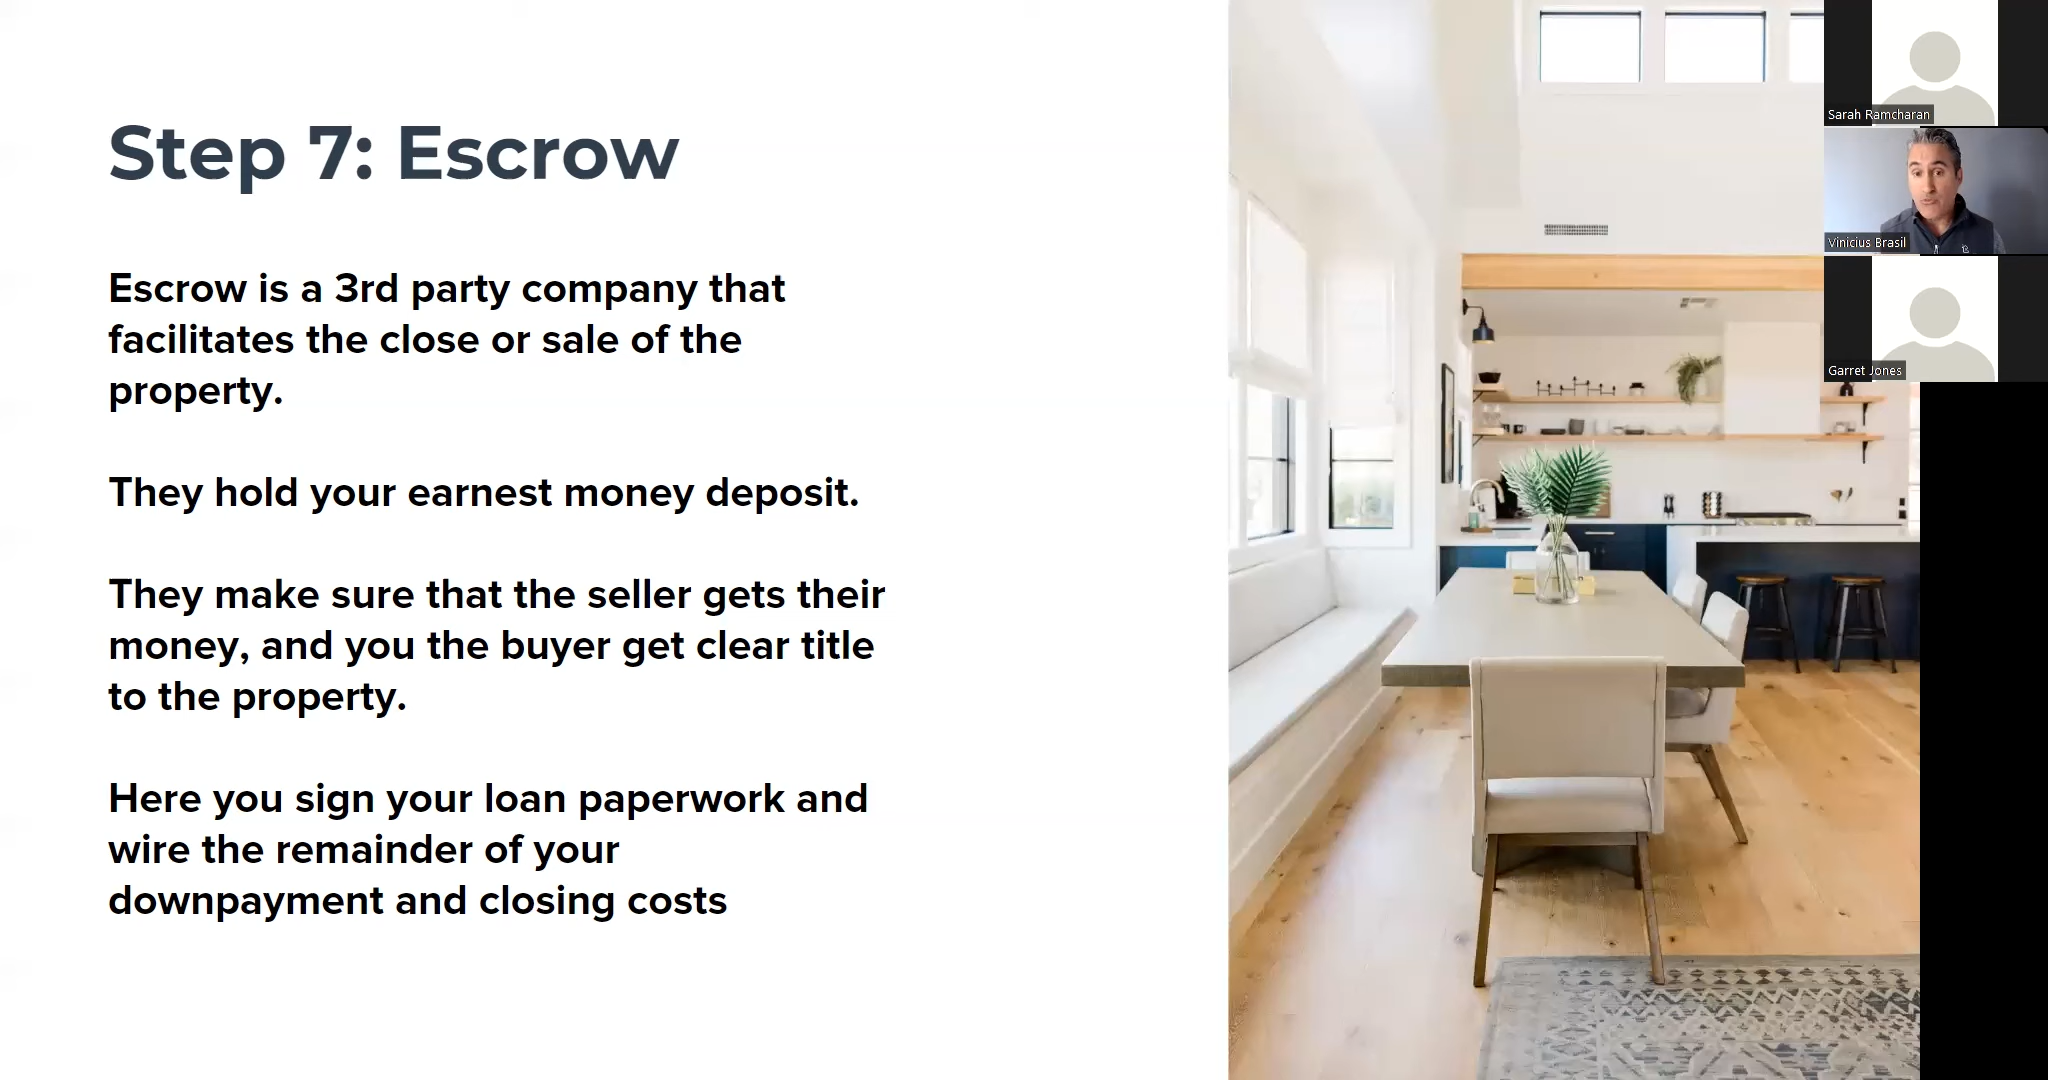 Step 7: Escrow
Escrow is a 3rd party company that
facilitates the close or sale of the
property.
They hold your earnest money deposit.
They make sure that the seller gets their
money, and you the buyer get clear title
to the property.
Here you sign your loan paperwork and
wire the remainder of your
downpayment and closing costs
Sarah Ramcharan
Vinicius Brasil
Garret Jones